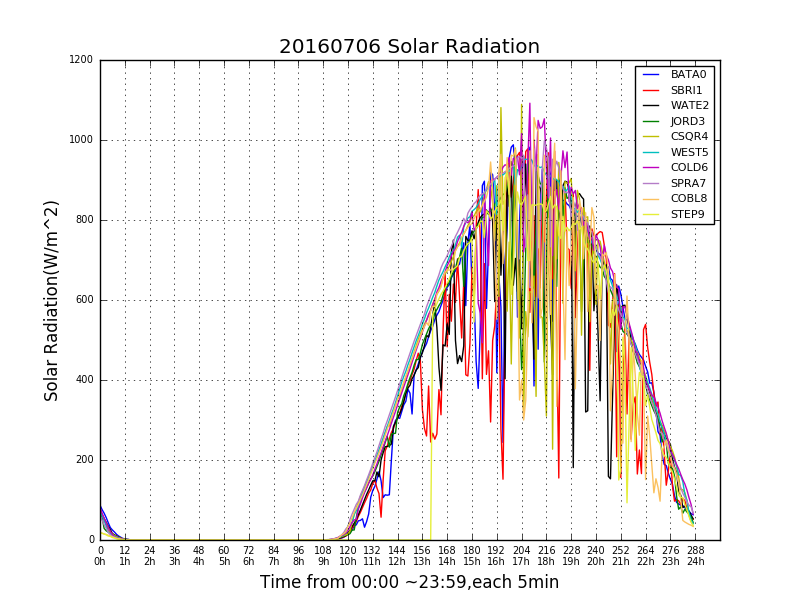 20160706 Solar Radiation
1200
1000
800
600
400
200
0
Solar Radiation(W/m^2)
BATA0
SBRI1
WATE2
JORD3
CSQR4
WEST5
COLD6
SPRA7
COBL8
STEP9
0 12 24 36 48 60 72 84 96 108 120 132 144 156 168 180 192 204 216 228 240 252 264 276 288
0h 1h 2h 3h 4h 5h 6h 7h 8h 9h 10h 11h 12h 13h 14h 15h 16h 17h 18h 19h 20h 21h 22h 23h 24h
Time from 00:00 ~23:59,each 5min